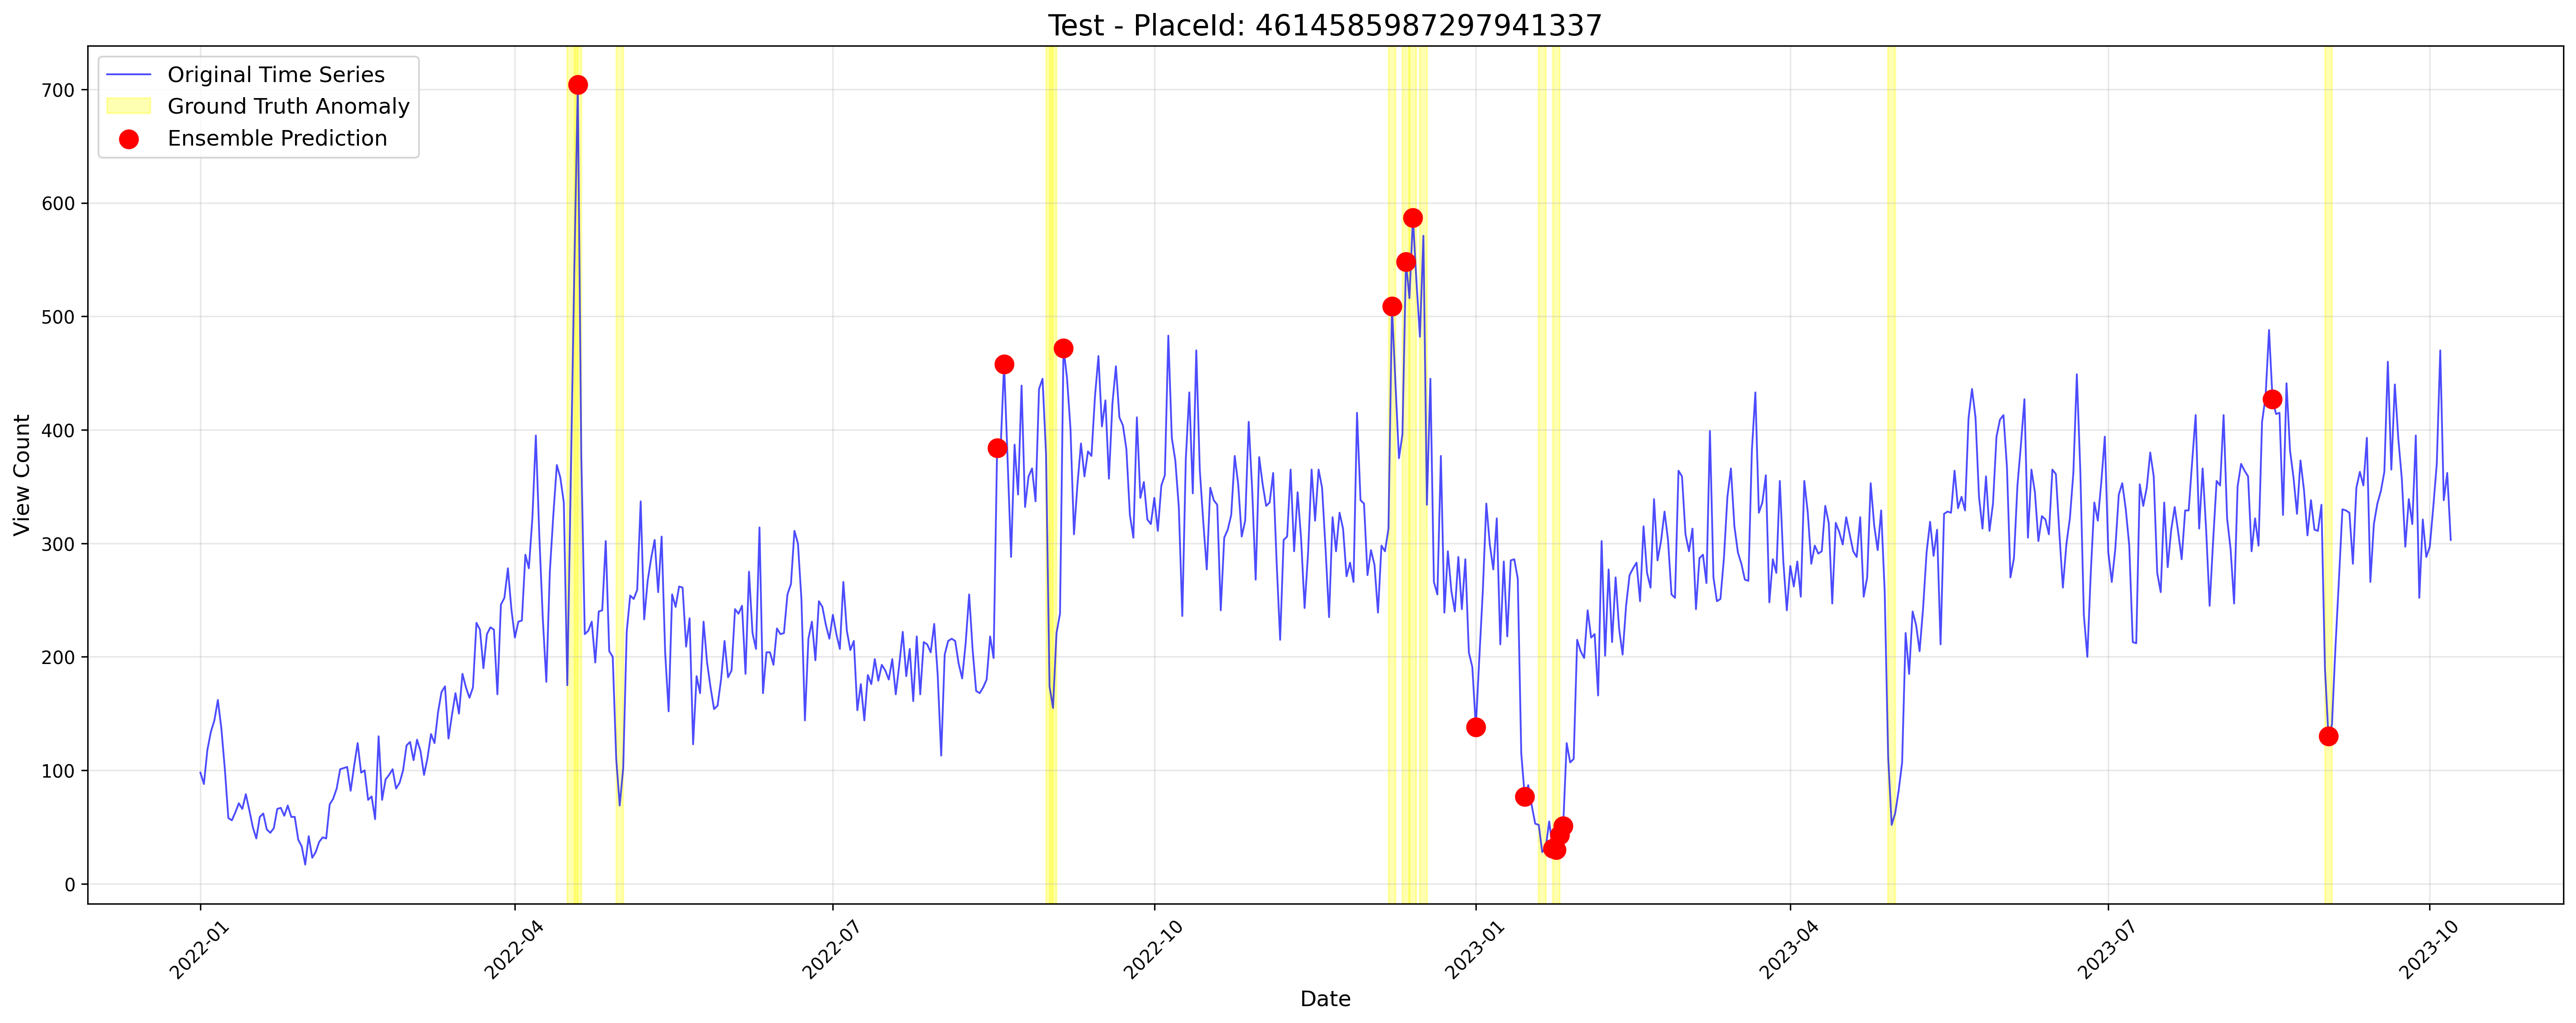 Test - PlaceId: 4614585987297941337
Original Time Series
Ground Truth Anomaly
Ensemble Prediction
View Count
700
600
500
400
300
200
100
0
2022-01
2022-04
2022-07
2022-10
2023-01
2023-04
2023-07
2023-10
Date